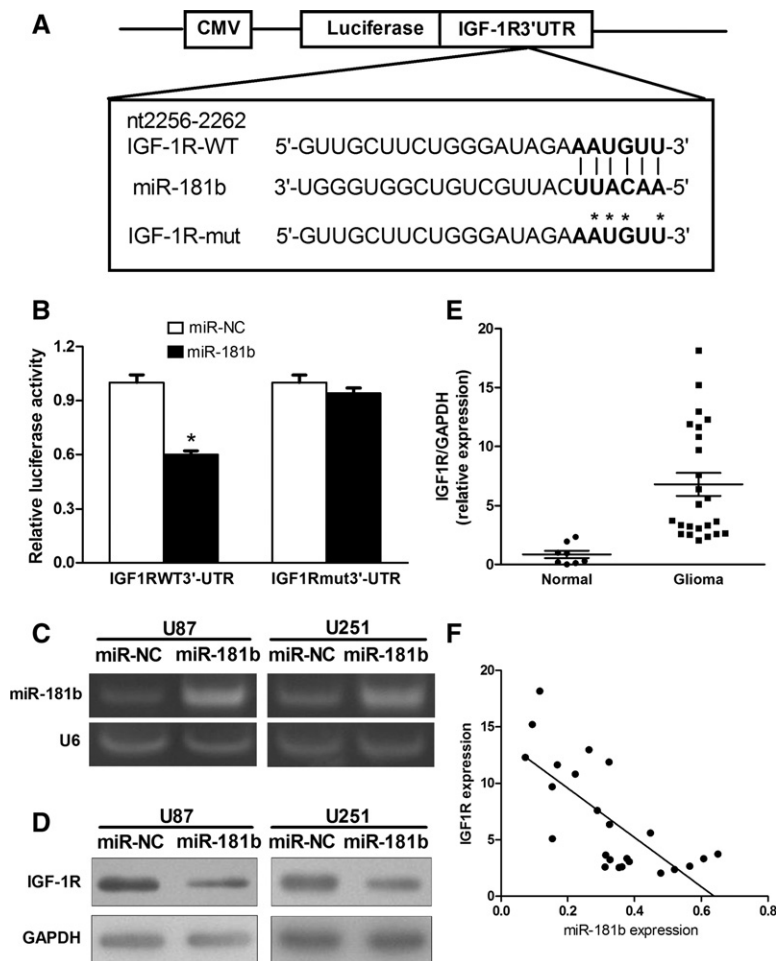 A
CMV
Luciferase
IGF-1R3'UTR
nt2256-2262
IGF-1R-WT 5'-GUUGCUUCUGGGAUAGAAAUGUU-3'
miR-181b 3'-UGGGUGGCUGUCGUUACUUACAA-5'
* * * *
IGF-1R-mut 5'-GUUGCUUCUGGGAUAGAAAUGUU-3'
B
miR-NC
miR-181b
Relative luciferase activity
1.2
0.9
0.6
0.3
0.0
*
IGF1RWT3'-UTR
IGF1Rmut3'-UTR
E
IGF1R/GAPDH
(relative expression)
20
15
10
5
0
Normal
Glioma
C
U87
U251
miR-NC miR-181b
miR-NC miR-181b
miR-181b
U6
D
U87
U251
miR-NC miR-181b
miR-NC miR-181b
IGF-1R
GAPDH
F
IGF1R expression
20
15
10
5
0
0.0 0.2 0.4 0.6 0.8
miR-181b expression